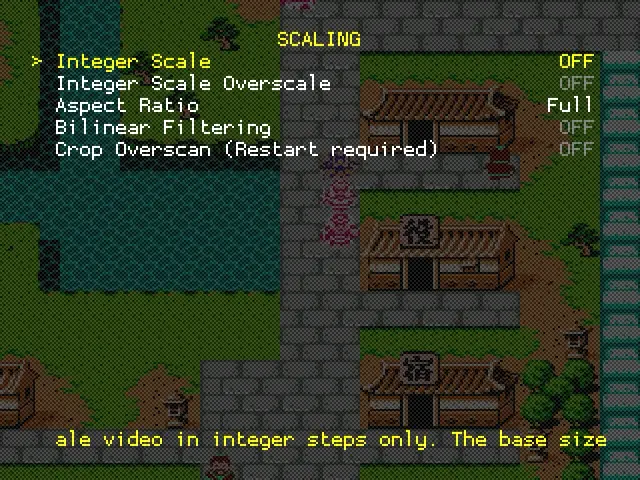 SCALING
> Integer Scale OFF
Integer Scale Overscale OFF
Aspect Ratio Full
Bilinear Filtering OFF
Crop Overscan (Restart required) OFF
役
宿
ale video in integer steps only. The base size